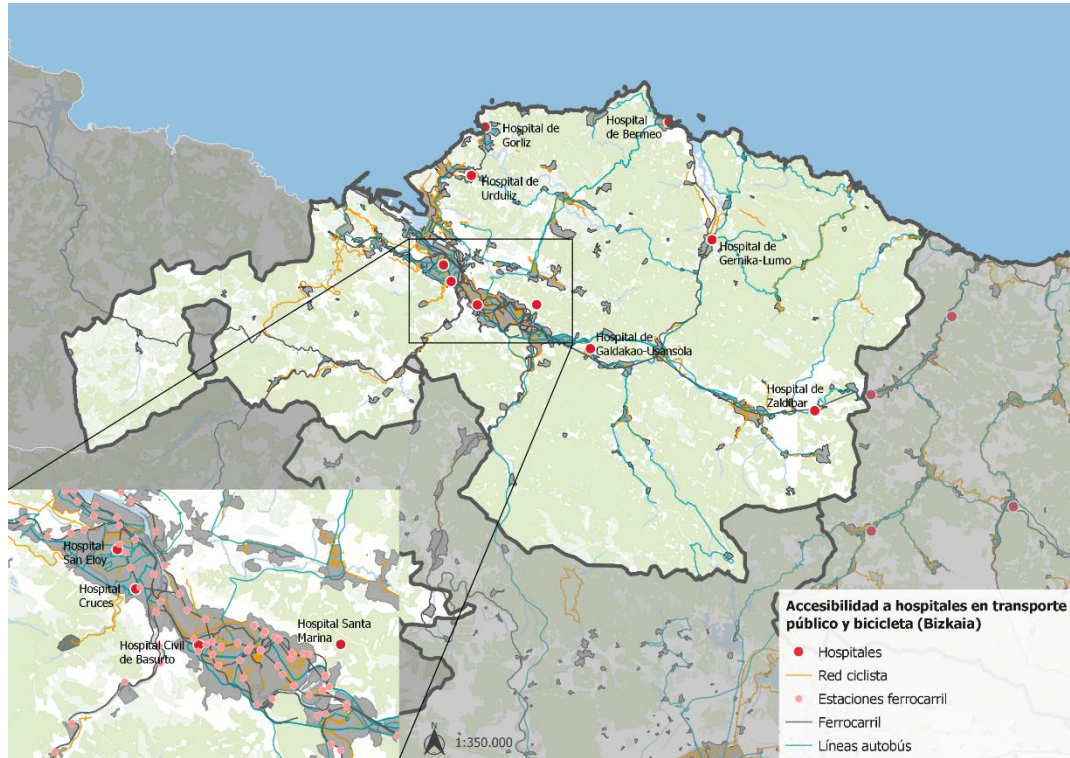 Hospital de
Gorliz
Hospital
de Bermeo
Hospital de
Urduliz
Hospital de
Gernika-Lumo
Hospital de
Galdakao-Usansola
Hospital de
Zaldibar
Hospital
San Eloy
Hospital
Cruces
Hospital Civil
de Basurto
Hospital Santa
Marina
N
1:350.000
Accesibilidad a hospitales en transporte
público y bicicleta (Bizkaia)
Hospitales
Red ciclista
Estaciones ferrocarril
Ferrocarril
Líneas autobús